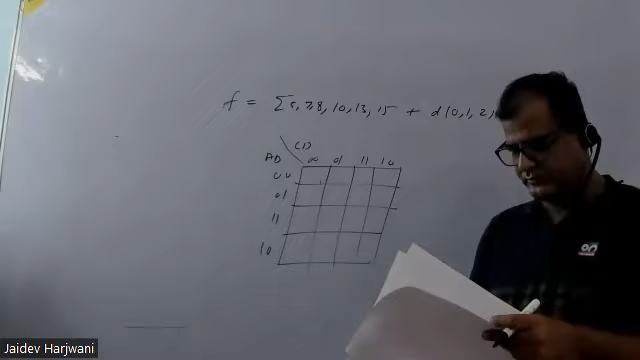 f = Σ 5, 7, 8, 10, 13, 15 + d(0, 1, 2,
CD
AB 00 01 11 10
00
01
11
10
Jaidev Harjwani